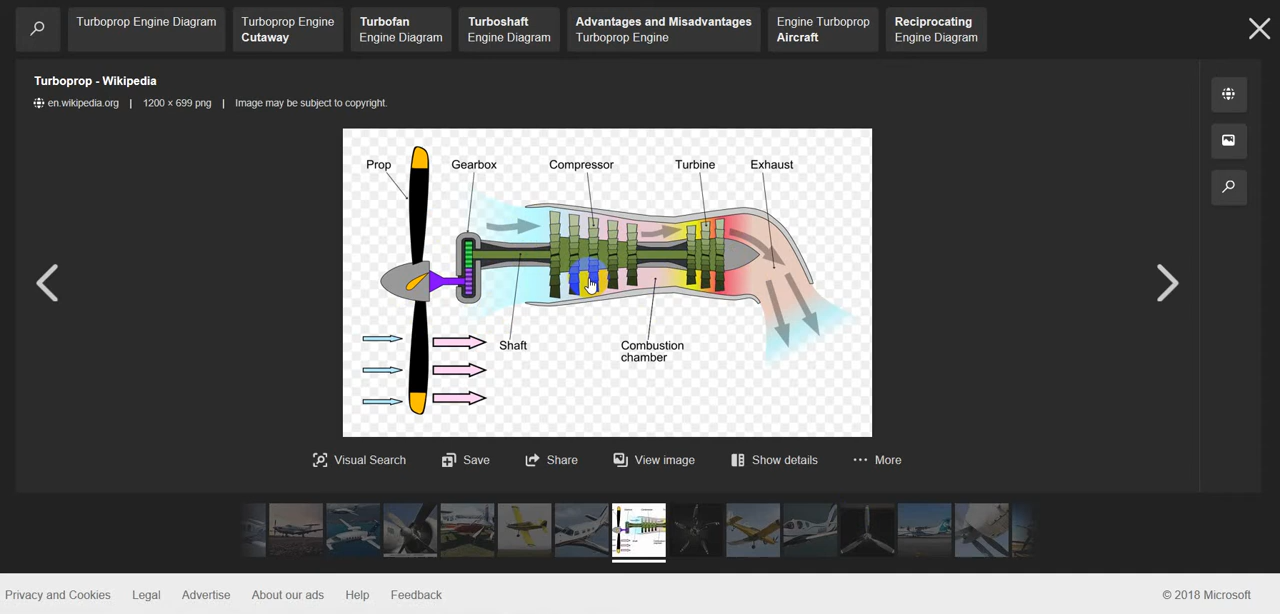 Turboprop Engine Diagram
Turboprop Engine
Cutaway
Turbofan
Engine Diagram
Turboshaft
Engine Diagram
Advantages and Misadvantages
Turboprop Engine
Engine Turboprop
Aircraft
Reciprocating
Engine Diagram
Turboprop - Wikipedia
en.wikipedia.org | 1200 × 699 png | Image may be subject to copyright.
Prop Gearbox Compressor Turbine Exhaust
Shaft
Combustion
chamber
Visual Search Save Share View image Show details ··· More
Privacy and Cookies Legal Advertise About our ads Help Feedback © 2018 Microsoft